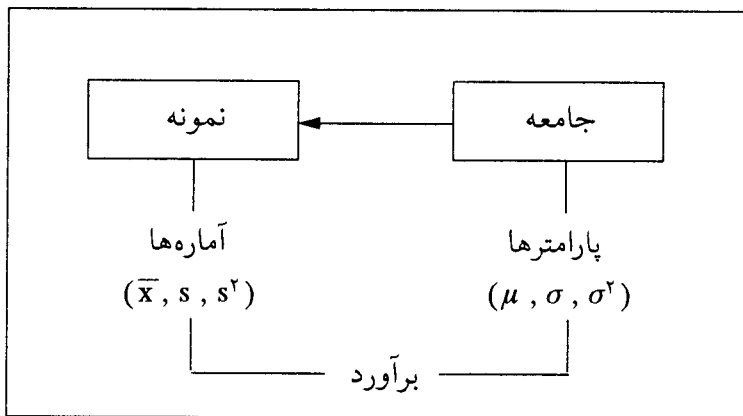 جامعه
نمونه
پارامترها
آماره‌ها
(μ , σ , σ²)
(x̅ , s , s²)
برآورد